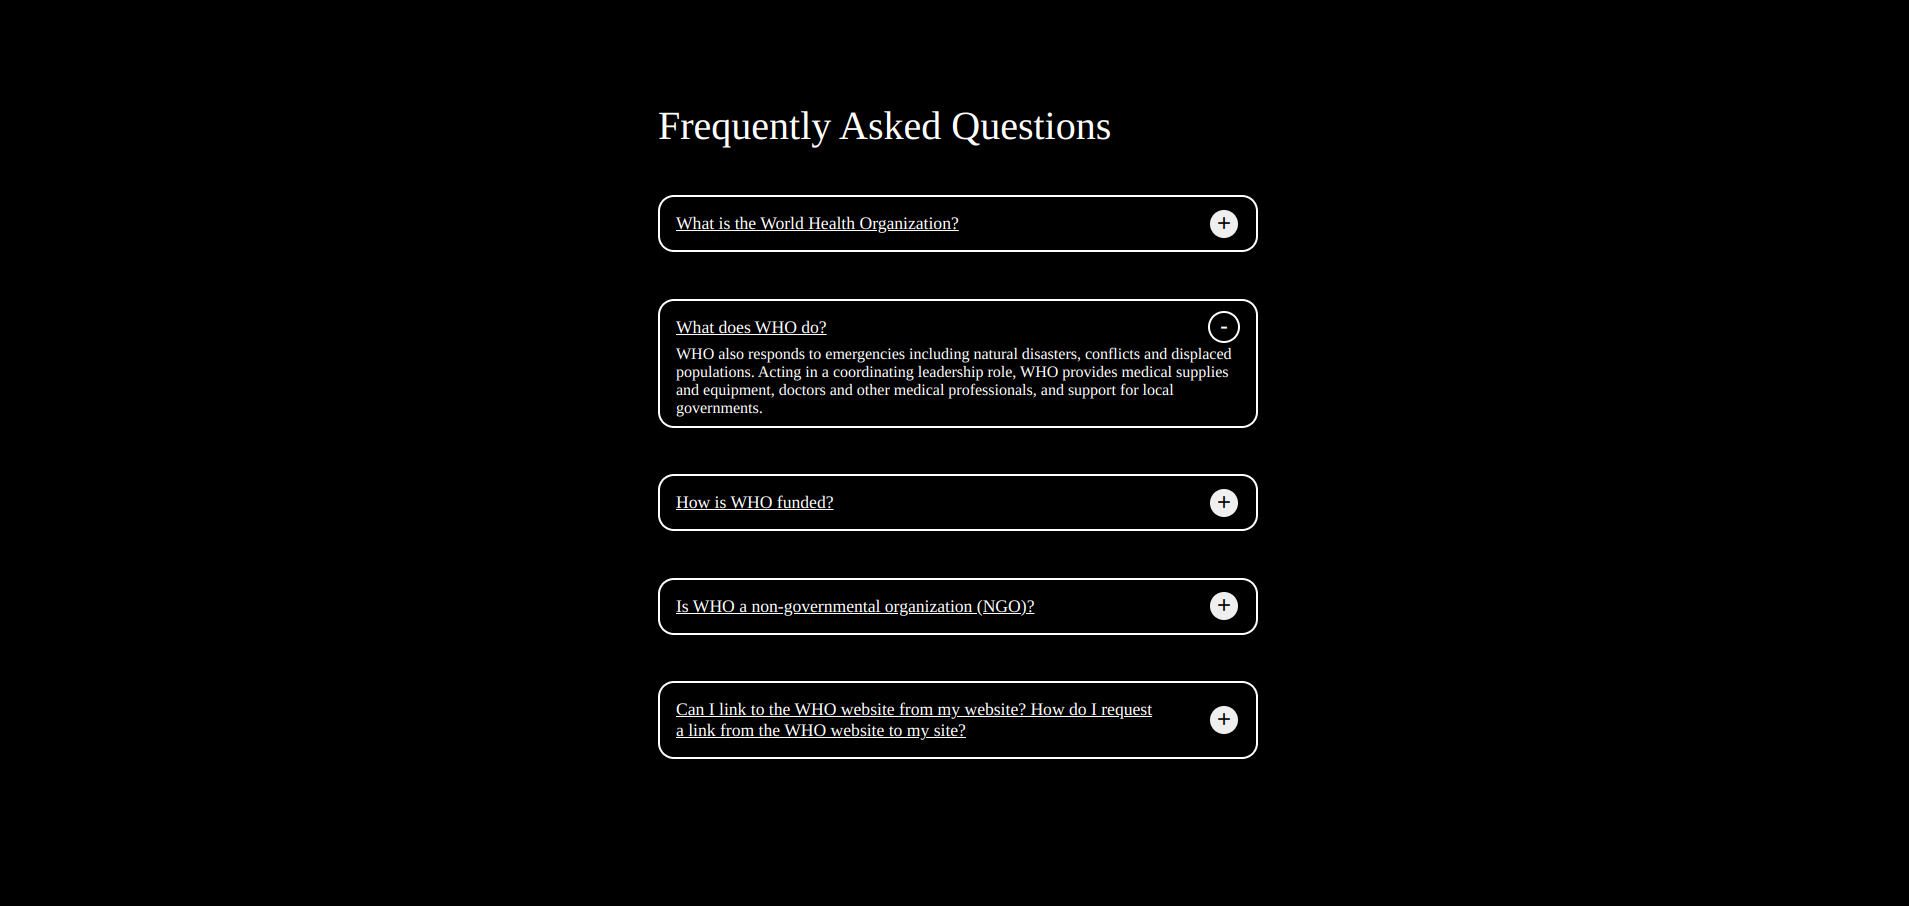 Frequently Asked Questions
What is the World Health Organization?
+
What does WHO do?
-
WHO also responds to emergencies including natural disasters, conflicts and displaced
populations. Acting in a coordinating leadership role, WHO provides medical supplies
and equipment, doctors and other medical professionals, and support for local
governments.
How is WHO funded?
+
Is WHO a non-governmental organization (NGO)?
+
Can I link to the WHO website from my website? How do I request
a link from the WHO website to my site?
+